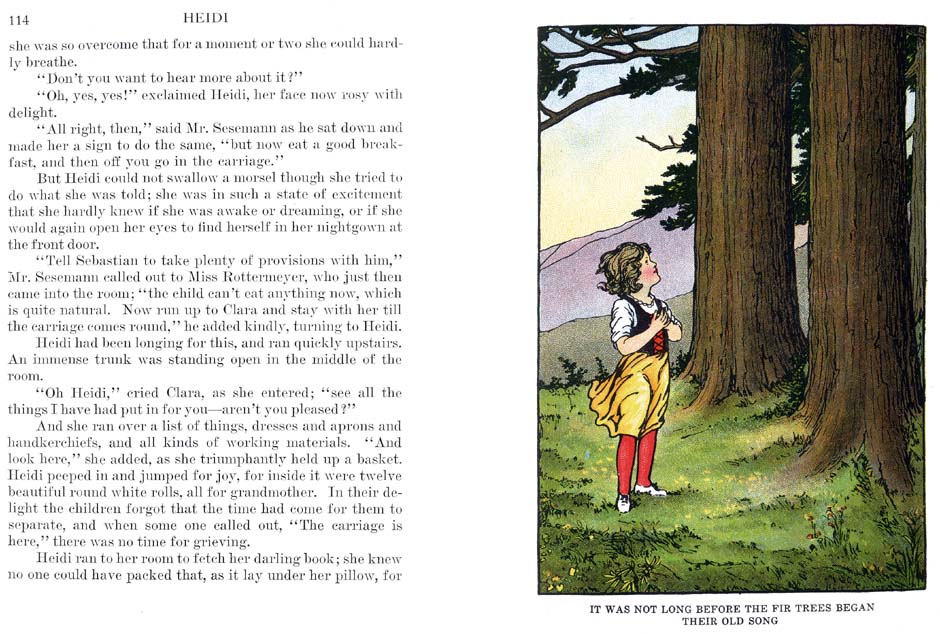 114 HEIDI
she was so overcome that for a moment or two she could hard-
ly breathe.
“Don’t you want to hear more about it?”
“Oh, yes, yes!” exclaimed Heidi, her face now rosy with
delight.
“All right, then,” said Mr. Sesemann as he sat down and
made her a sign to do the same, “but now eat a good break-
fast, and then off you go in the carriage.”
But Heidi could not swallow a morsel though she tried to
do what she was told; she was in such a state of excitement
that she hardly knew if she was awake or dreaming, or if she
would again open her eyes to find herself in her nightgown at
the front door.
“Tell Sebastian to take plenty of provisions with him,”
Mr. Sesemann called out to Miss Rottermeyer, who just then
came into the room; “the child can’t eat anything now, which
is quite natural. Now run up to Clara and stay with her till
the carriage comes round,” he added kindly, turning to Heidi.
Heidi had been longing for this, and ran quickly upstairs.
An immense trunk was standing open in the middle of the
room.
“Oh Heidi,” cried Clara, as she entered; “see all the
things I have had put in for you—aren’t you pleased?”
And she ran over a list of things, dresses and aprons and
handkerchiefs, and all kinds of working materials. “And
look here,” she added, as she triumphantly held up a basket.
Heidi peeped in and jumped for joy, for inside it were twelve
beautiful round white rolls, all for grandmother. In their de-
light the children forgot that the time had come for them to
separate, and when some one called out, “The carriage is
here,” there was no time for grieving.
Heidi ran to her room to fetch her darling book; she knew
no one could have packed that, as it lay under her pillow, for
IT WAS NOT LONG BEFORE THE FIR TREES BEGAN
THEIR OLD SONG